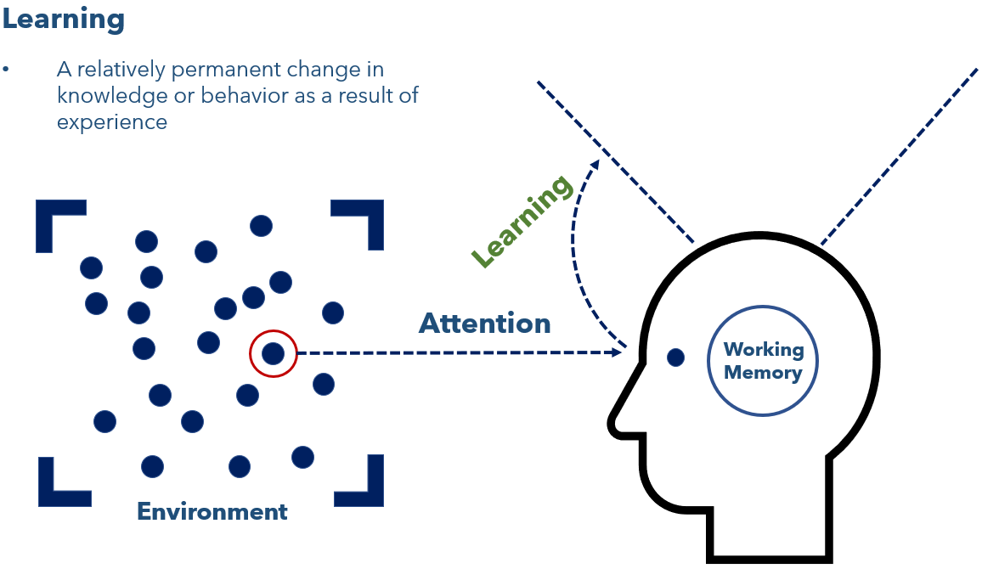 Learning
• A relatively permanent change in
knowledge or behavior as a result of
experience
Learning
Attention
Working
Memory
Environment